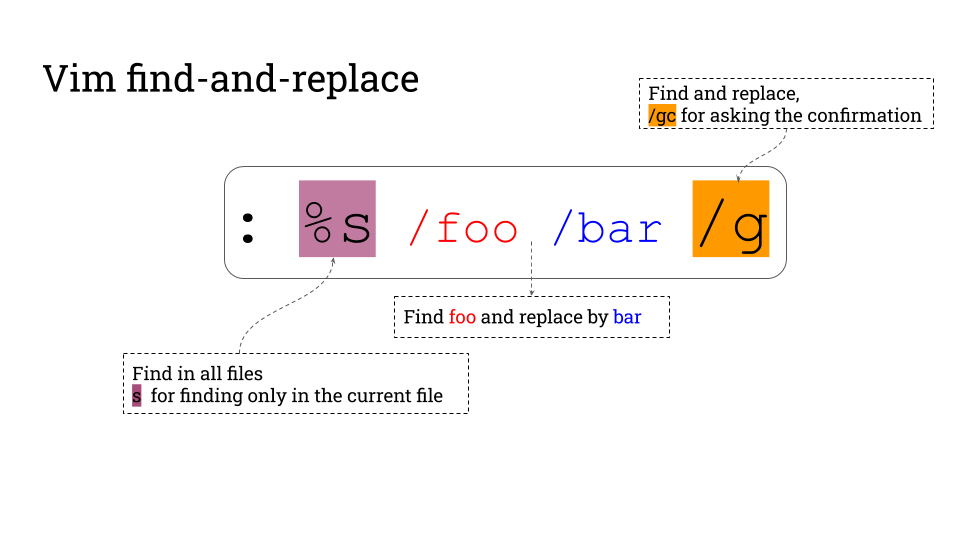 Vim find-and-replace
Find and replace,
/gc for asking the confirmation
: %s /foo /bar /g
Find foo and replace by bar
Find in all files
s for finding only in the current file